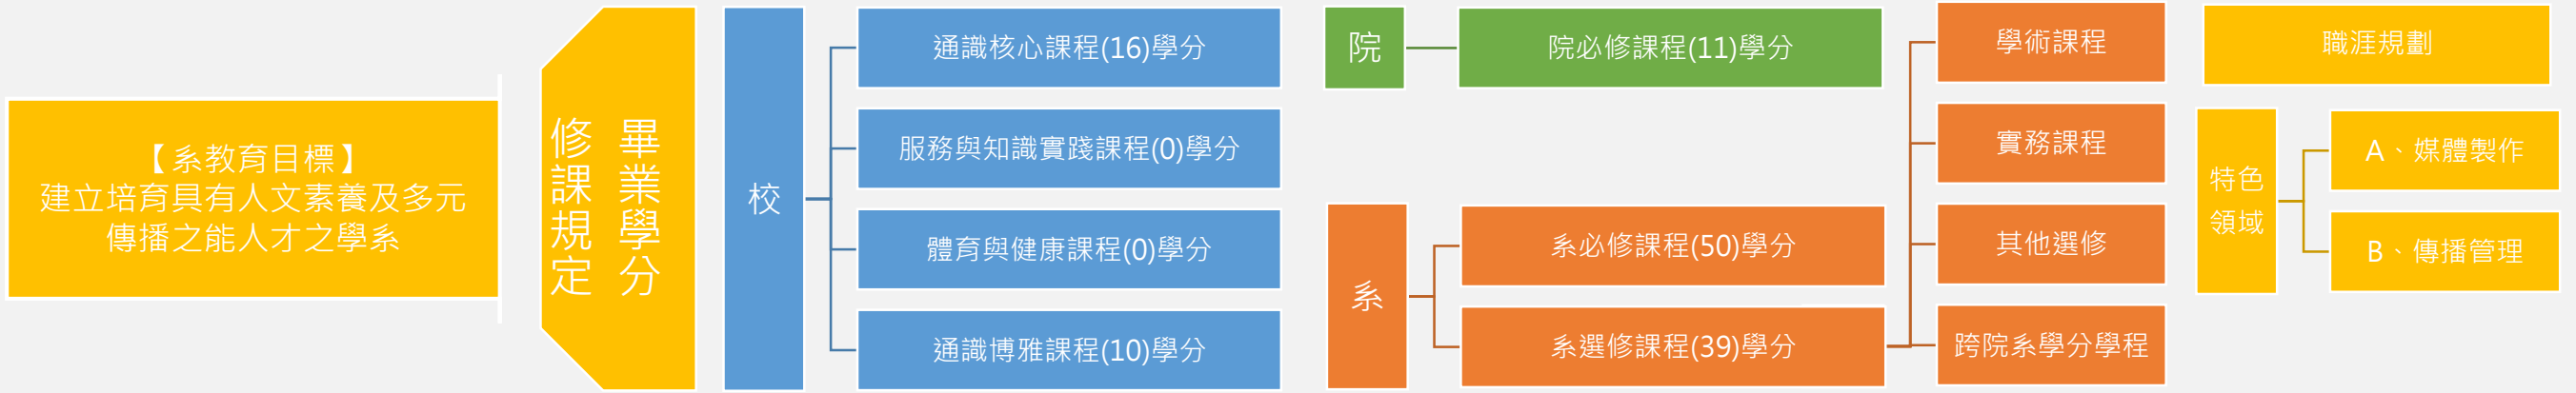 【系教育目標】
建立培育具有人文素養及多元
傳播之能人才之學系
畢業學分
修課規定
校
通識核心課程(16)學分
服務與知識實踐課程(0)學分
體育與健康課程(0)學分
通識博雅課程(10)學分
院
院必修課程(11)學分
系
系必修課程(50)學分
系選修課程(39)學分
學術課程
實務課程
其他選修
跨院系學分學程
職涯規劃
特色
領域
A、媒體製作
B、傳播管理